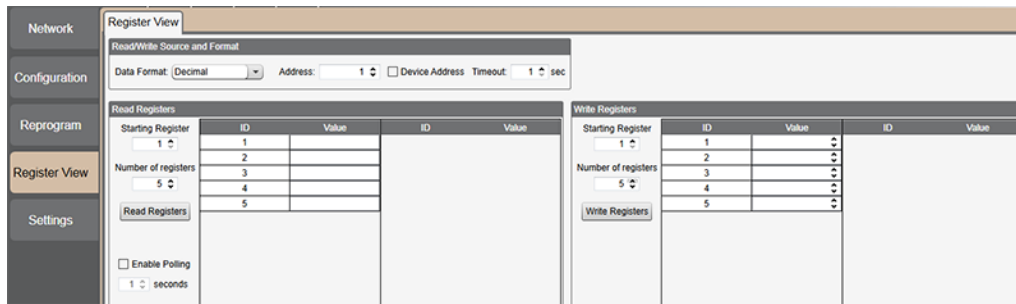 Network
Configuration
Reprogram
Register View
Settings
Register View
Read/Write Source and Format
Data Format: Decimal Address: 1 Device Address Timeout: 1 sec
Read Registers
Starting Register
1
Number of registers
5
Read Registers
Enable Polling
1 seconds
ID Value ID Value
1
2
3
4
5
Write Registers
Starting Register
1
Number of registers
5
Write Registers
ID Value ID Value
1
2
3
4
5